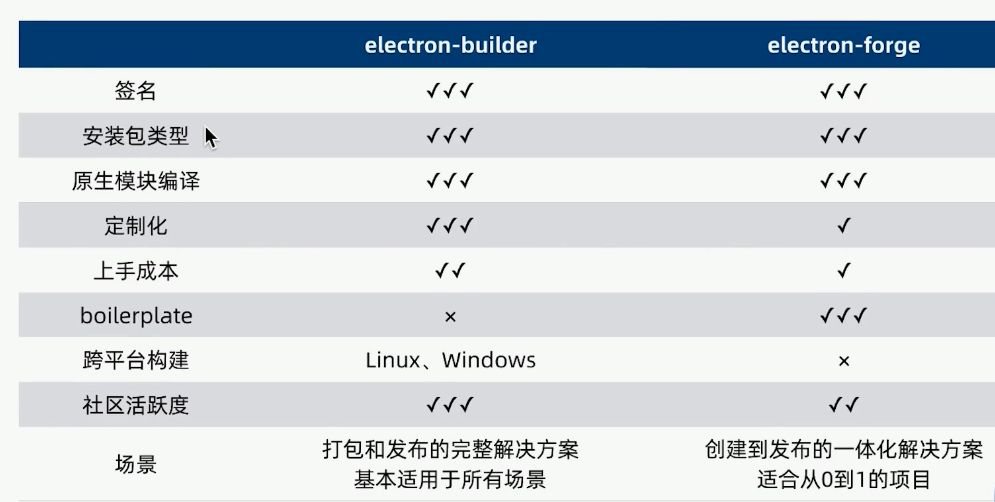 electron-builder electron-forge
签名 ✓✓✓ ✓✓✓
安装包类型 ✓✓✓ ✓✓✓
原生模块编译 ✓✓✓ ✓✓✓
定制化 ✓✓✓ ✓
上手成本 ✓✓ ✓
boilerplate × ✓✓✓
跨平台构建 Linux、Windows ×
社区活跃度 ✓✓✓ ✓✓
场景 打包和发布的完整解决方案 创建到发布的一体化解决方案
基本适用于所有场景 适合从0到1的项目